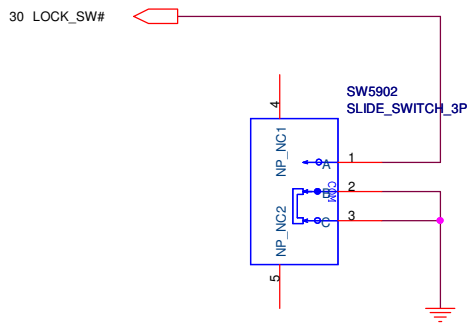 30 LOCK_SW#
SW5902
SLIDE_SWITCH_3P
4
NP_NC1
A
1
B
COM
2
C
3
NP_NC2
5